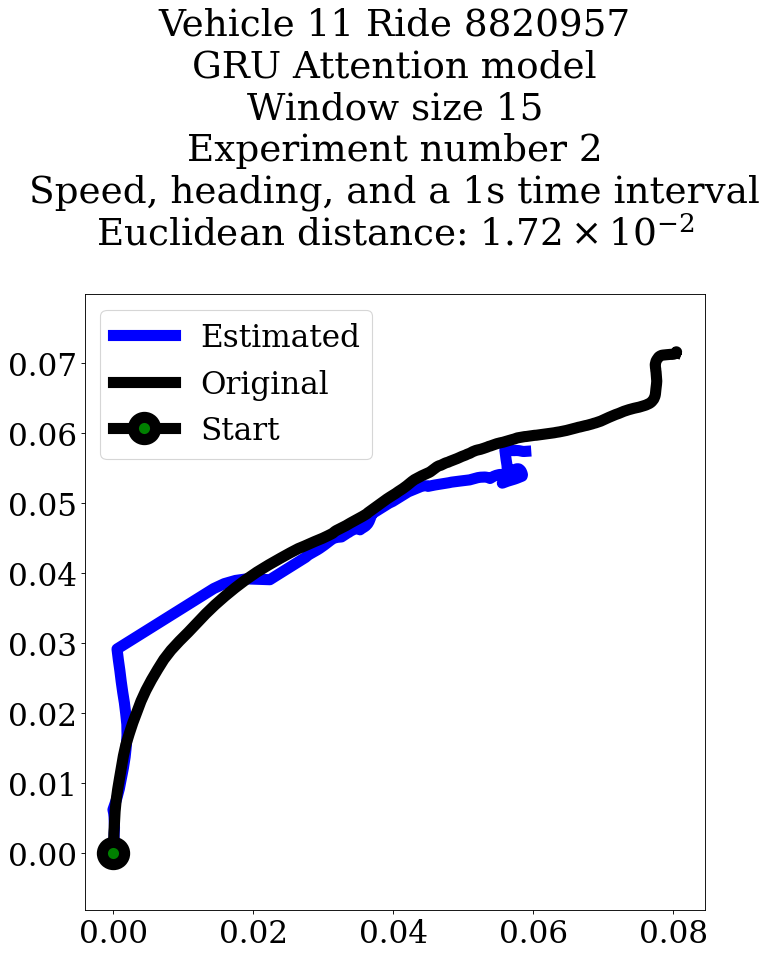 Vehicle 11 Ride 8820957
GRU Attention model
Window size 15
Experiment number 2
Speed, heading, and a 1s time interval
Euclidean distance: 1.72 × 10⁻²
Estimated
Original
Start
0.07
0.06
0.05
0.04
0.03
0.02
0.01
0.00
0.00 0.02 0.04 0.06 0.08